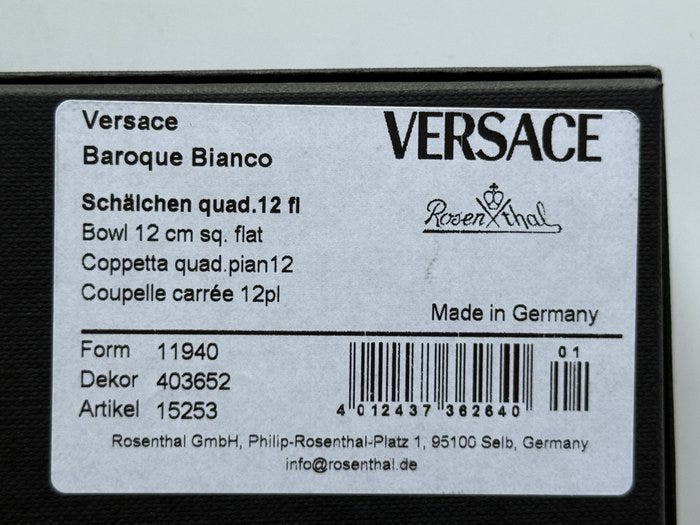 Versace
Baroque Bianco
VERSACE
Schälchen quad.12 fl
Bowl 12 cm sq. flat
Coppetta quad.pian12
Coupelle carrée 12pl
Rosenthal
Made in Germany
Form 11940
Dekor 403652
Artikel 15253
4 012437 362640
01
Rosenthal GmbH, Philip-Rosenthal-Platz 1, 95100 Selb, Germany
info@rosenthal.de